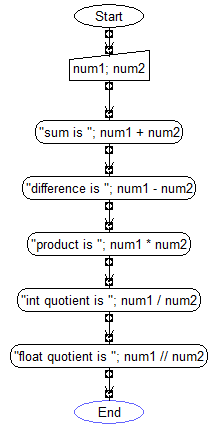 Start
num1; num2
"sum is "; num1 + num2
"difference is "; num1 - num2
"product is "; num1 * num2
"int quotient is "; num1 / num2
"float quotient is "; num1 // num2
End